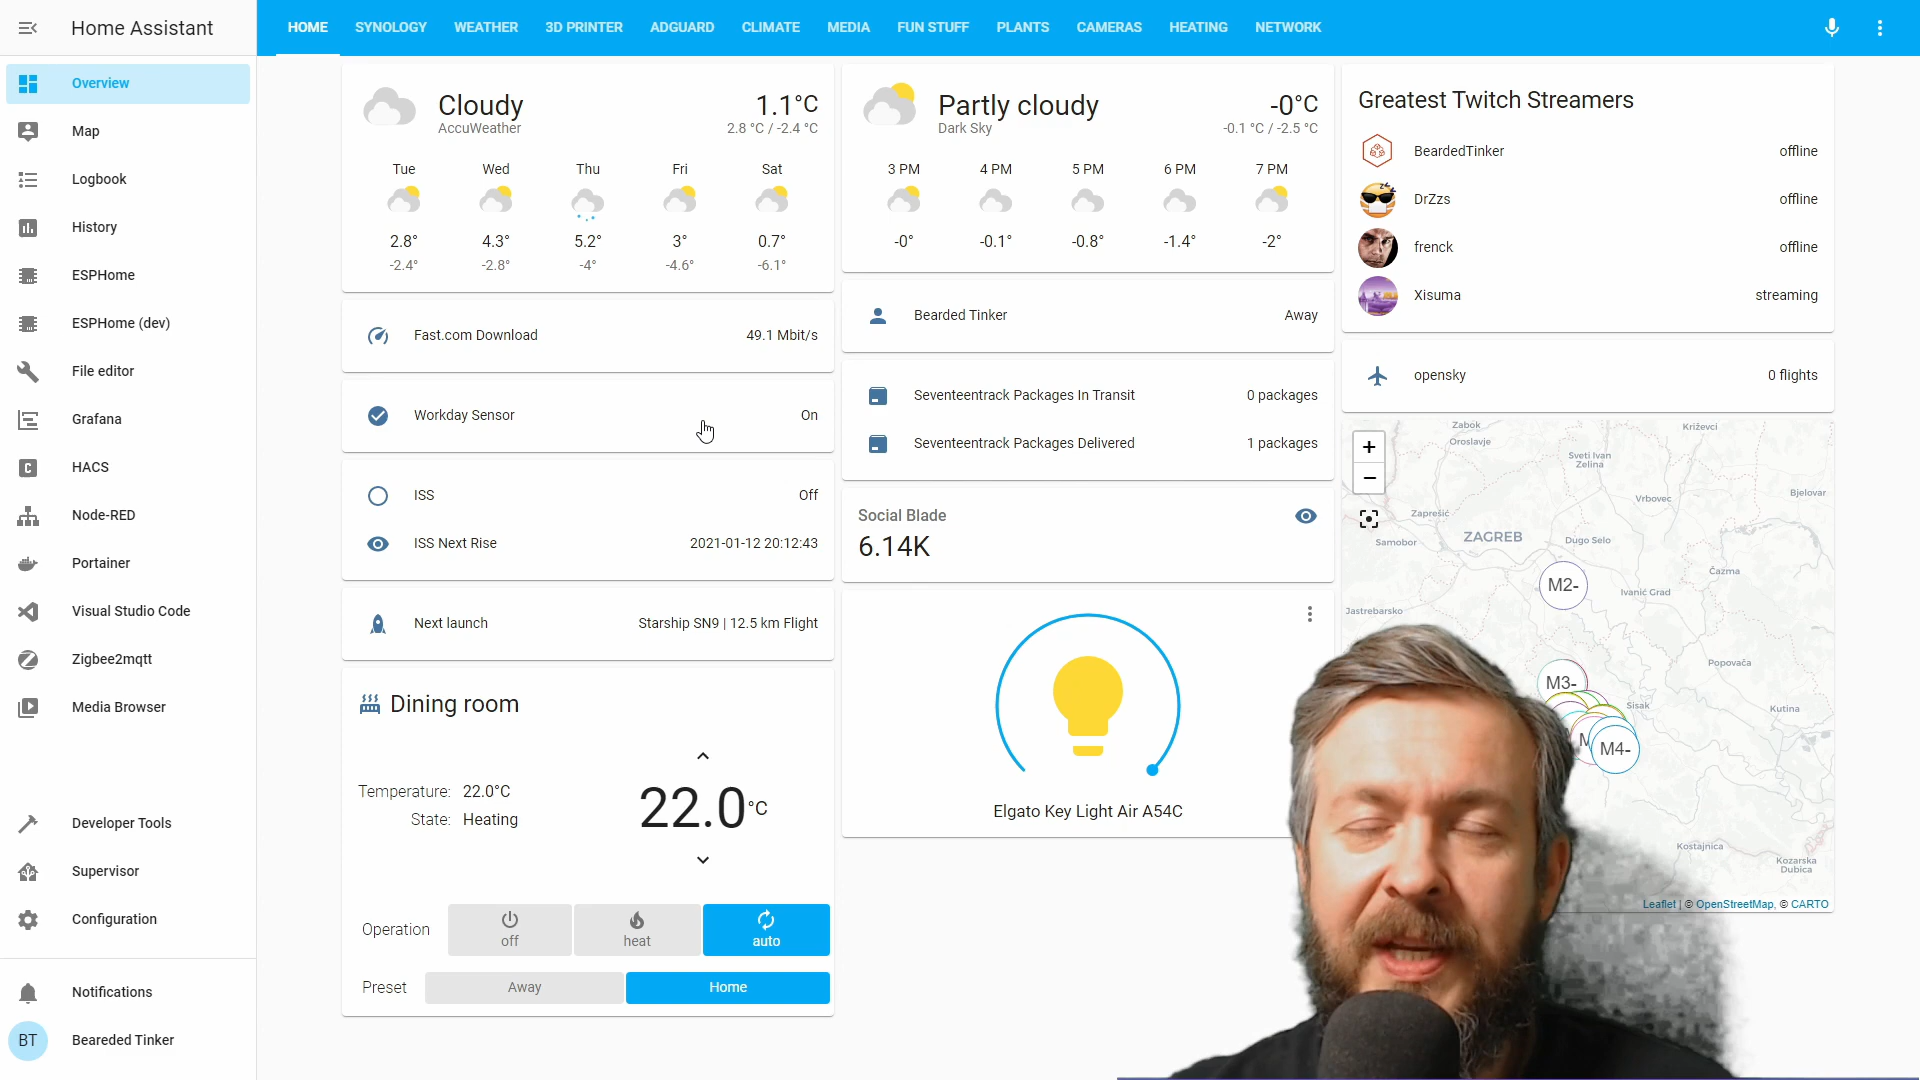 Home Assistant
HOME SYNOLOGY WEATHER 3D PRINTER ADGUARD CLIMATE MEDIA FUN STUFF PLANTS CAMERAS HEATING NETWORK
Overview
Map
Logbook
History
ESPHome
ESPHome (dev)
File editor
Grafana
HACS
Node-RED
Portainer
Visual Studio Code
Zigbee2mqtt
Media Browser
Developer Tools
Supervisor
Configuration
Notifications
BT Beareded Tinker
Cloudy 1.1°C
AccuWeather 2.8 °C / -2.4 °C
Tue Wed Thu Fri Sat
2.8° 4.3° 5.2° 3° 0.7°
-2.4° -2.8° -4° -4.6° -6.1°
Fast.com Download 49.1 Mbit/s
Workday Sensor On
ISS Off
ISS Next Rise 2021-01-12 20:12:43
Next launch Starship SN9 | 12.5 km Flight
Dining room
Temperature: 22.0°C
State: Heating
22.0°C
Operation off heat auto
Preset Away Home
Partly cloudy -0°C
Dark Sky -0.1 °C / -2.5 °C
3 PM 4 PM 5 PM 6 PM 7 PM
-0° -0.1° -0.8° -1.4° -2°
Bearded Tinker Away
Seventeentrack Packages In Transit 0 packages
Seventeentrack Packages Delivered 1 packages
Social Blade
6.14K
Elgato Key Light Air A54C
Greatest Twitch Streamers
BeardedTinker offline
DrZzs offline
frenck offline
Xisuma streaming
opensky 0 flights
+
−
Zabok
Oroslavje
Križevci
Sveti Ivan
Zelina
Vrbovec
Bjelovar
Zaprešić
Samobor
ZAGREB
Dugo Selo
Čazma
Ivanić Grad
Jastrebarsko
M2-
Popovača
M3-
Sisak
Kutina
M4-
Kostajnica
Kozarska
Dubica
Leaflet | © OpenStreetMap, © CARTO